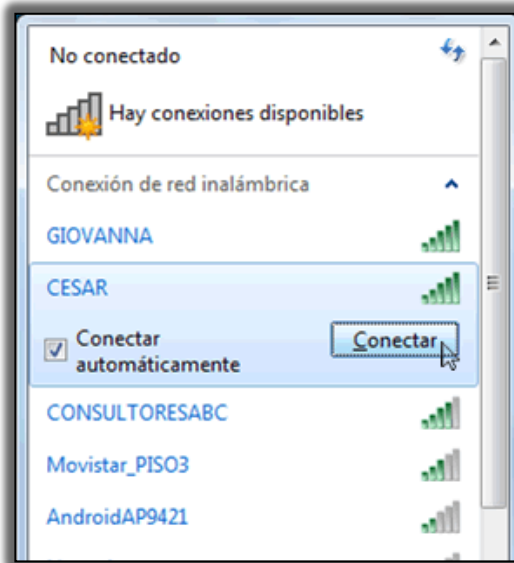 No conectado
Hay conexiones disponibles
Conexión de red inalámbrica
GIOVANNA
CESAR
Conectar
automáticamente
Conectar
CONSULTORESABC
Movistar_PISO3
AndroidAP9421